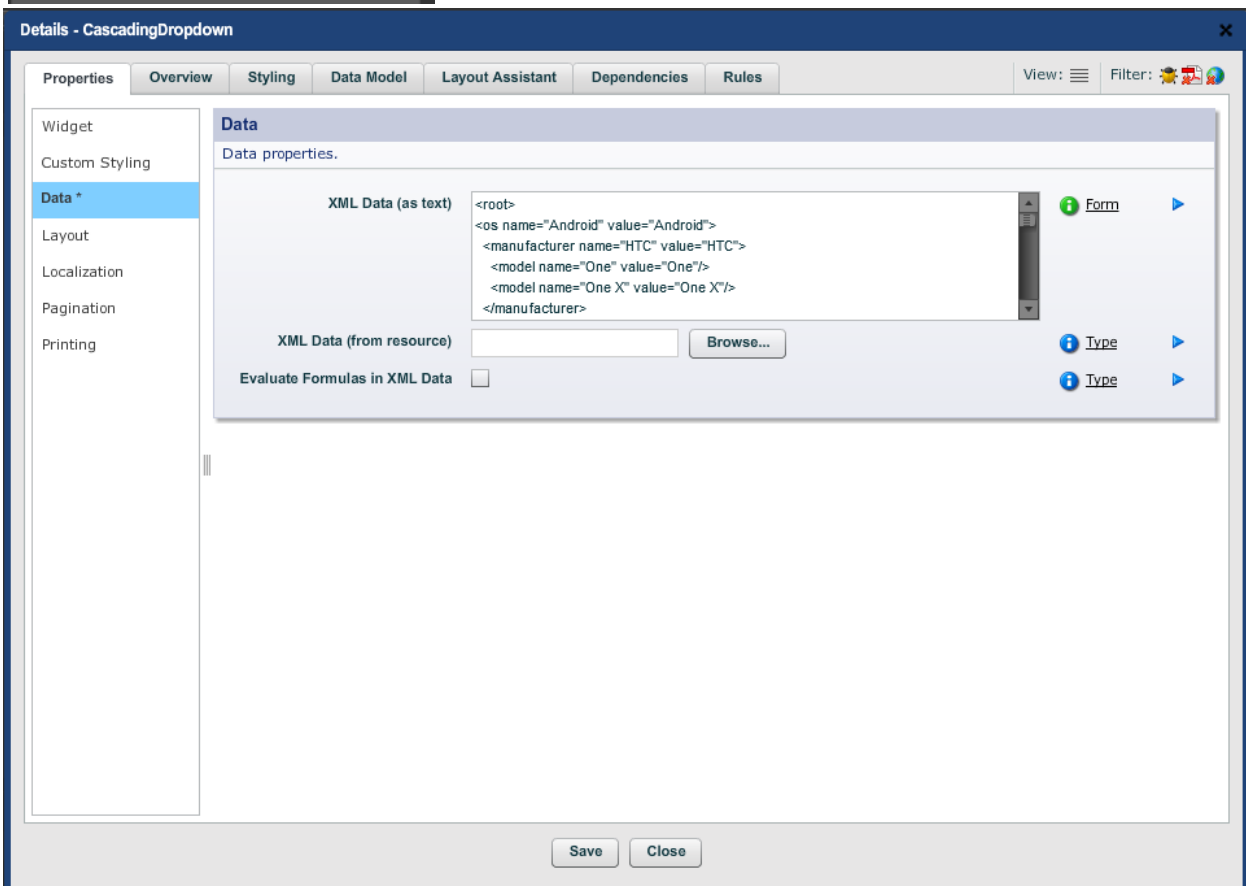 Details - CascadingDropdown
Properties Overview Styling Data Model Layout Assistant Dependencies Rules View: Filter:
Widget
Custom Styling
Data *
Layout
Localization
Pagination
Printing
Data
Data properties.
XML Data (as text)
<root>
<os name="Android" value="Android">
<manufacturer name="HTC" value="HTC">
<model name="One" value="One"/>
<model name="One X" value="One X"/>
</manufacturer>
Form
XML Data (from resource) Browse... Type
Evaluate Formulas in XML Data Type
Save Close